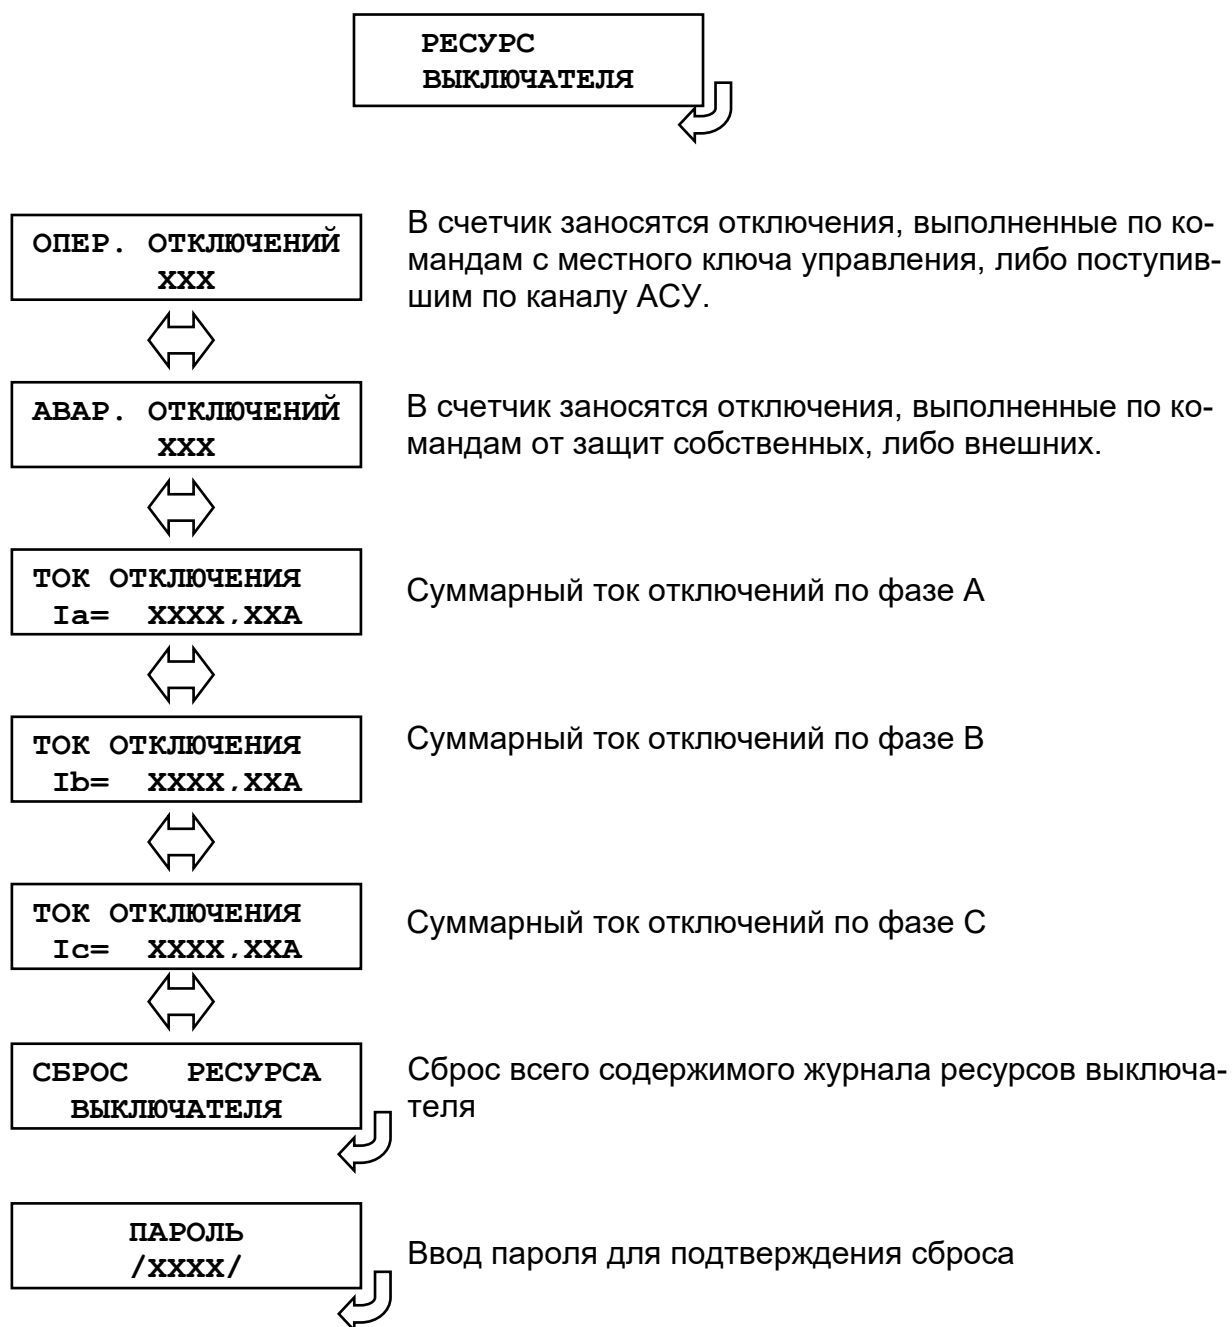 РЕСУРС
ВЫКЛЮЧАТЕЛЯ
ОПЕР. ОТКЛЮЧЕНИЙ
XXX
В счетчик заносятся отключения, выполненные по ко-
мандам с местного ключа управления, либо поступив-
шим по каналу АСУ.
АВАР. ОТКЛЮЧЕНИЙ
XXX
В счетчик заносятся отключения, выполненные по ко-
мандам от защит собственных, либо внешних.
ТОК ОТКЛЮЧЕНИЯ
Ia= XXXX,XXA
Суммарный ток отключений по фазе А
ТОК ОТКЛЮЧЕНИЯ
Ib= XXXX,XXA
Суммарный ток отключений по фазе В
ТОК ОТКЛЮЧЕНИЯ
Ic= XXXX,XXA
Суммарный ток отключений по фазе С
СБРОС РЕСУРСА
ВЫКЛЮЧАТЕЛЯ
Сброс всего содержимого журнала ресурсов выключа-
теля
ПАРОЛЬ
/XXXX/
Ввод пароля для подтверждения сброса